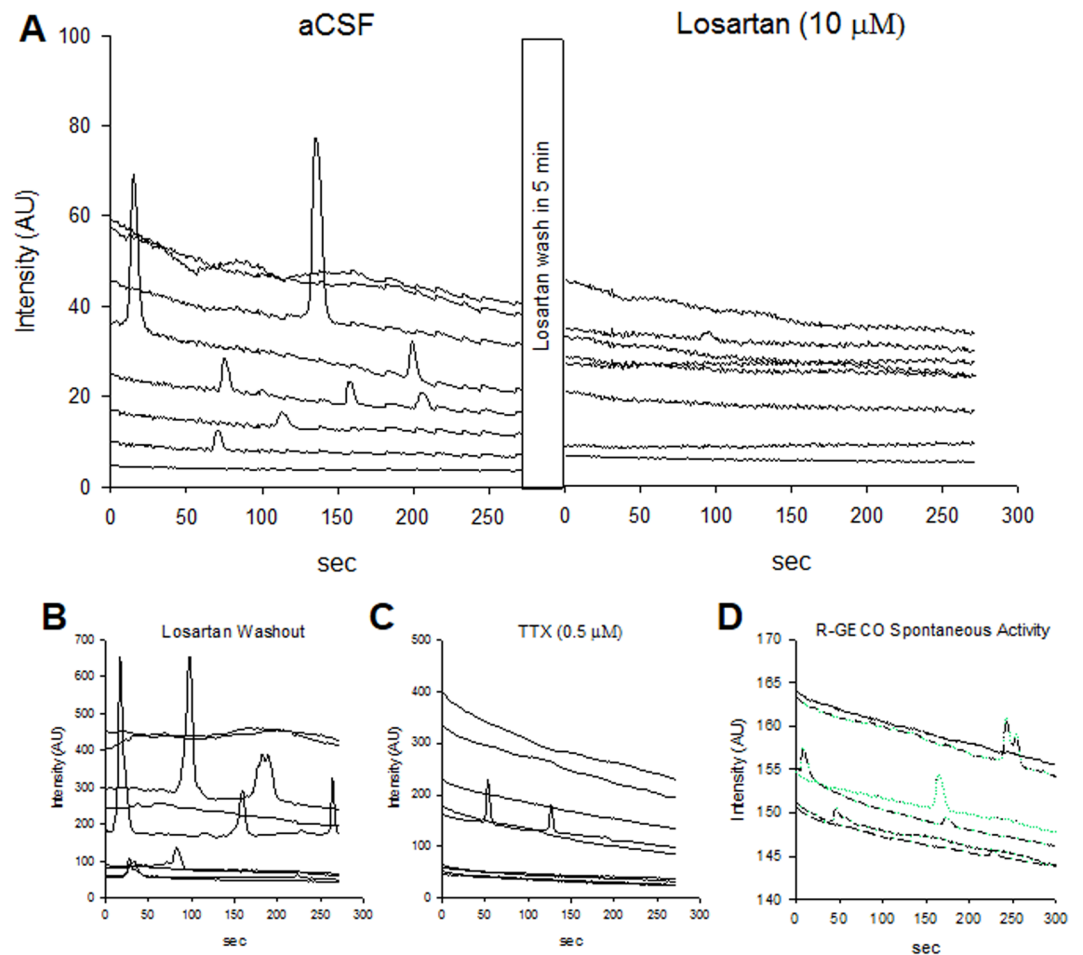 A
aCSF
Losartan (10 μM)
100
80
60
40
20
0
Intensity (AU)
Losartan wash in 5 min
0 50 100 150 200 250
0 50 100 150 200 250 300
sec
sec
B
Losartan Washout
700
600
500
400
300
200
100
0
Intensity (AU)
0 50 100 150 200 250 300
sec
C
TTX (0.5 μM)
500
400
300
200
100
0
Intensity (AU)
0 50 100 150 200 250 300
sec
D
R-GECO Spontaneous Activity
170
165
160
155
150
145
140
Intensity (AU)
0 50 100 150 200 250 300
sec